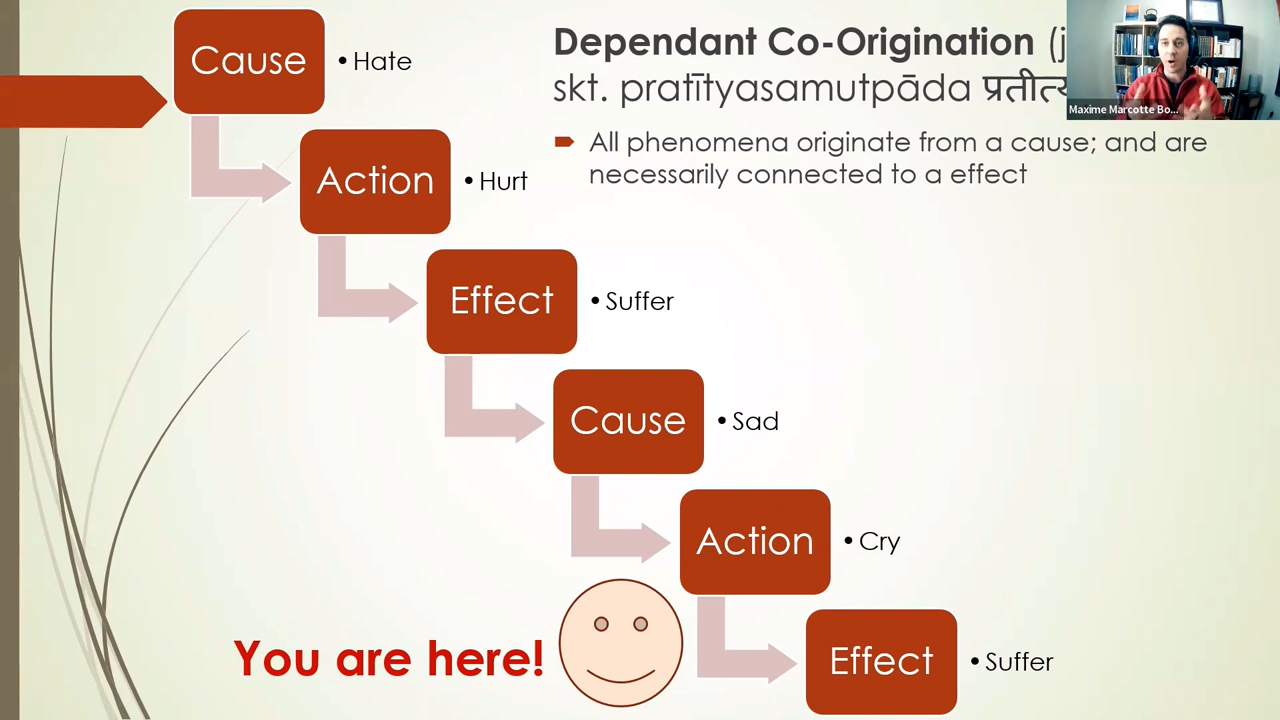 Cause
• Hate
Dependant Co-Origination (j
skt. pratītyasamutpāda
Maxime Marcotte Bo...
All phenomena originate from a cause; and are
necessarily connected to a effect
Action
• Hurt
Effect
• Suffer
Cause
• Sad
Action
• Cry
You are here!
Effect
• Suffer